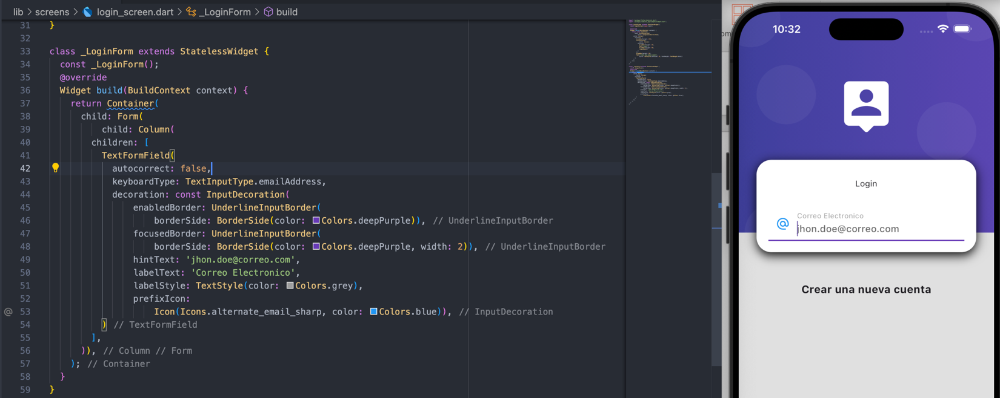 lib > screens > login_screen.dart > _LoginForm > build
31 }
32
33 class _LoginForm extends StatelessWidget {
34 const _LoginForm();
35 @override
36 Widget build(BuildContext context) {
37 return Container(
38 child: Form(
39 child: Column(
40 children: [
41 TextFormField(
42 autocorrect: false,
43 keyboardType: TextInputType.emailAddress,
44 decoration: const InputDecoration(
45 enabledBorder: UnderlineInputBorder(
46 borderSide: BorderSide(color: Colors.deepPurple)), // UnderlineInputBorder
47 focusedBorder: UnderlineInputBorder(
48 borderSide: BorderSide(color: Colors.deepPurple, width: 2)), // UnderlineInputBorder
49 hintText: 'jhon.doe@correo.com',
50 labelText: 'Correo Electronico',
51 labelStyle: TextStyle(color: Colors.grey),
52 prefixIcon:
@ 53 Icon(Icons.alternate_email_sharp, color: Colors.blue)), // InputDecoration
54 ) // TextFormField
55 ],
56 )), // Column // Form
57 ); // Container
58 }
59 }
10:32
Login
Correo Electronico
@ jhon.doe@correo.com
Crear una nueva cuenta